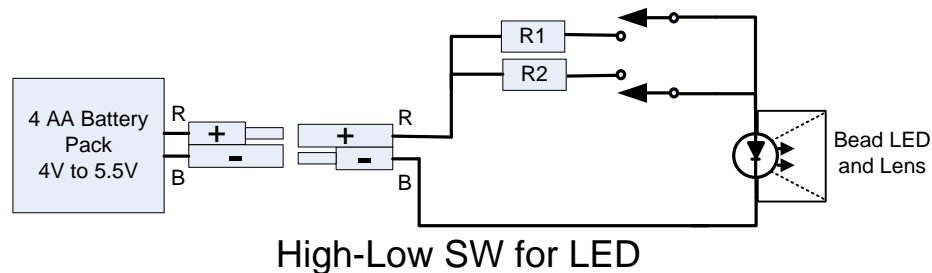 4 AA Battery
Pack
4V to 5.5V
R
B
+
-
+
-
R
B
R1
R2
Bead LED
and Lens
High-Low SW for LED